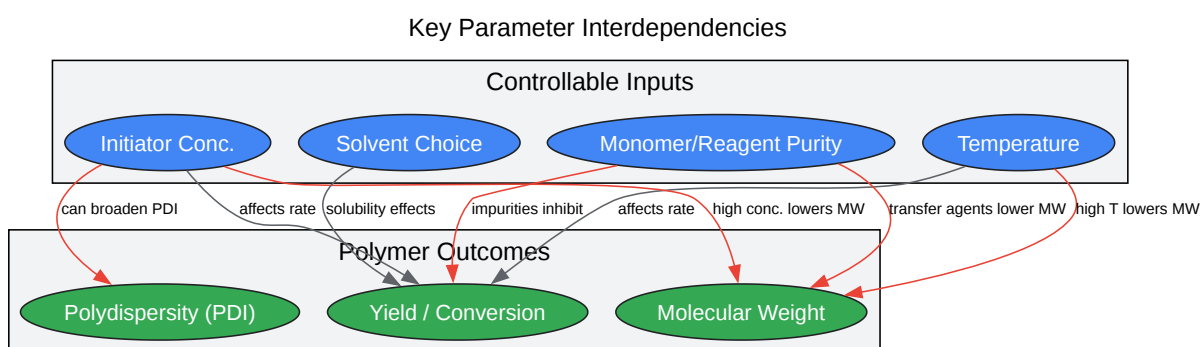 Key Parameter Interdependencies
Controllable Inputs
Initiator Conc.
Solvent Choice
Monomer/Reagent Purity
Temperature
can broaden PDI
affects rate
solubility effects
impurities inhibit
affects rate
high conc. lowers MW
transfer agents lower MW
high T lowers MW
Polymer Outcomes
Polydispersity (PDI)
Yield / Conversion
Molecular Weight